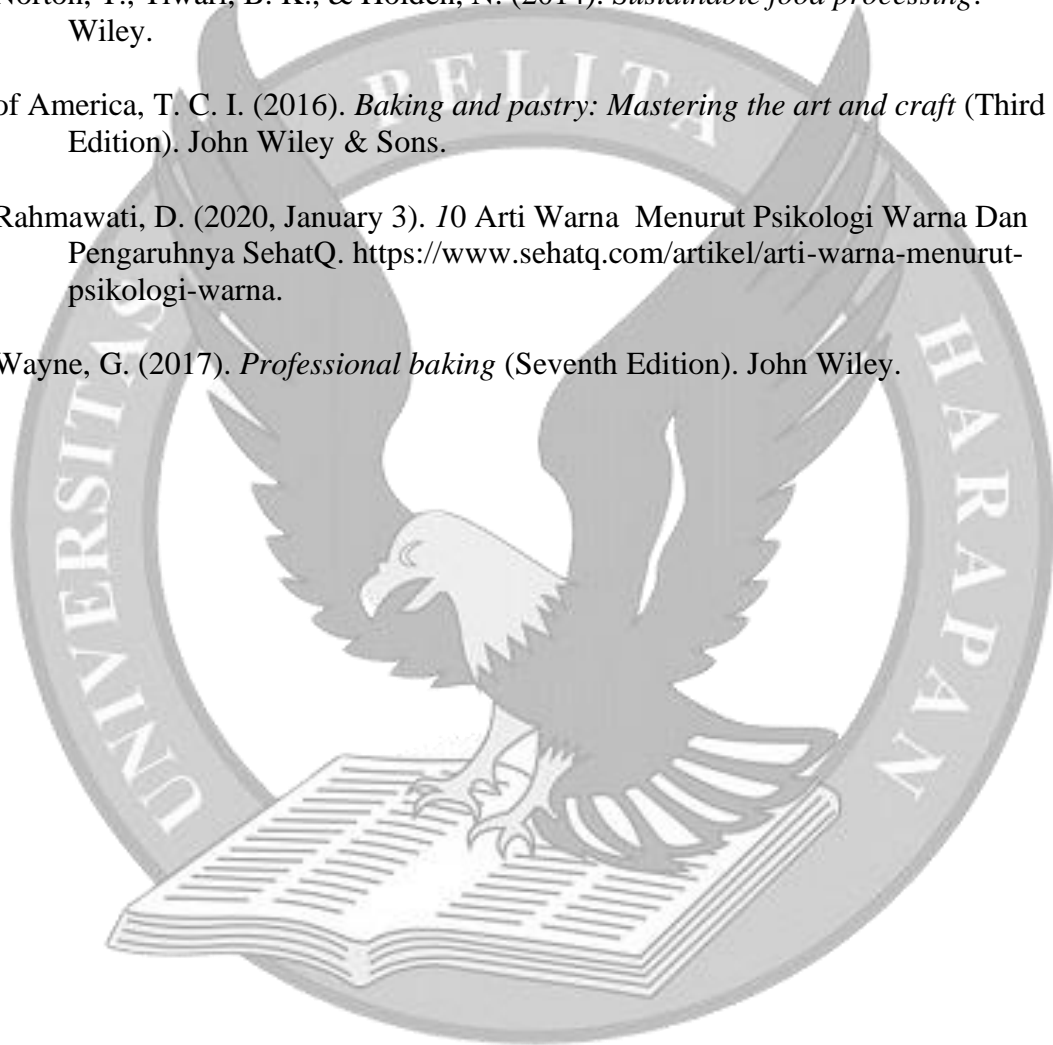 Norton, T., Tiwari, B. K., & Holden, N. (2014). Sustainable food processing.
Wiley.
of America, T. C. I. (2016). Baking and pastry: Mastering the art and craft (Third
Edition). John Wiley & Sons.
Rahmawati, D. (2020, January 3). 10 Arti Warna Menurut Psikologi Warna Dan
Pengaruhnya SehatQ. https://www.sehatq.com/artikel/arti-warna-menurut-
psikologi-warna.
Wayne, G. (2017). Professional baking (Seventh Edition). John Wiley.
UNIVERSITAS PELITA HARAPAN